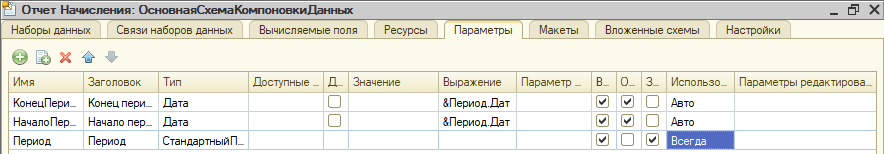 Отчет Начисления: ОсновнаяСхемаКомпоновкиДанных
Наборы данных Связи наборов данных Вычисляемые поля Ресурсы Параметры Макеты Вложенные схемы Настройки
Имя Заголовок Тип Доступные ... Д... Значение Выражение Параметр ... В... О... З... Использо... Параметры редактирова...
КонецПери... Конец пери... Дата &Период.Дат Авто
НачалоПер... Начало пер... Дата &Период.Дат Авто
Период Период СтандартныйП... Всегда